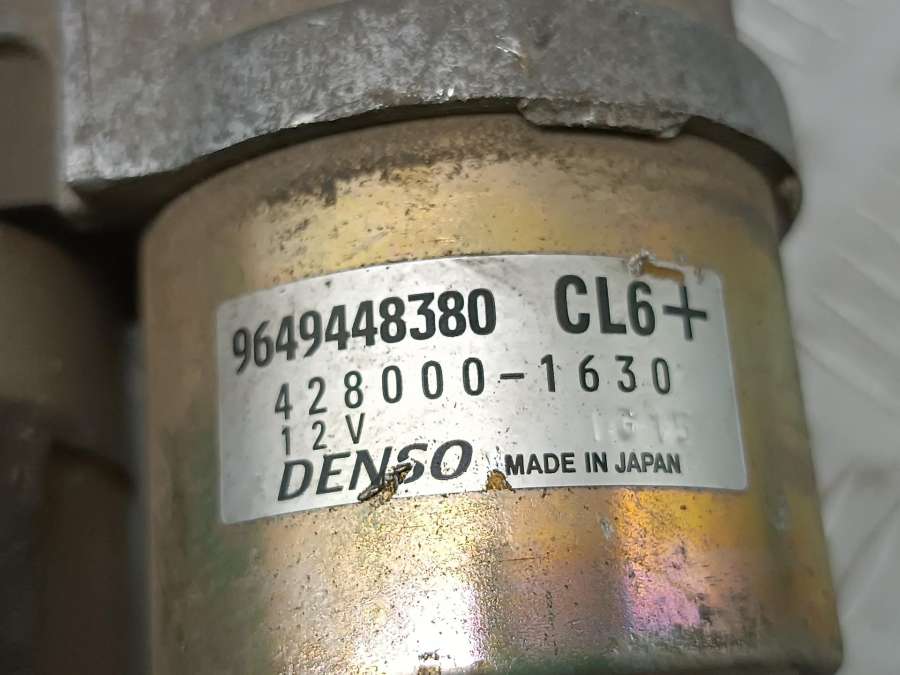 9649448380 CL6+
428000-1630
12V
DENSO MADE IN JAPAN